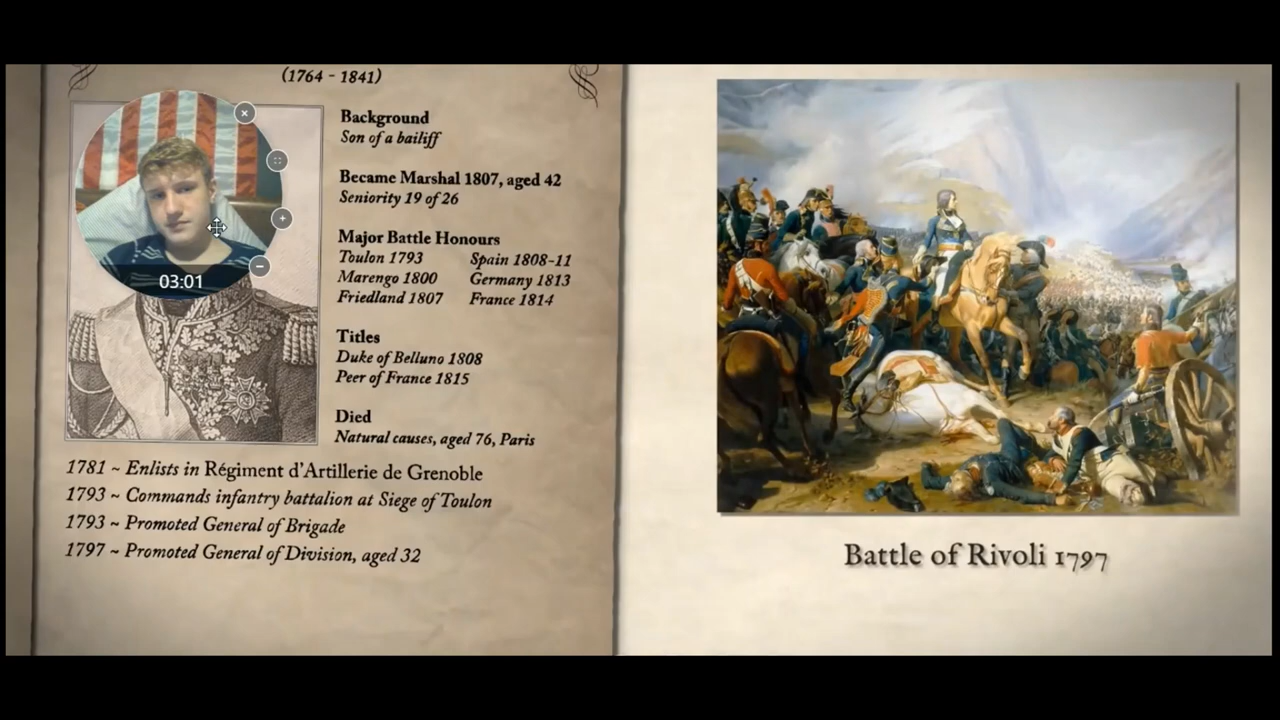 (1764 - 1841)
Background
Son of a bailiff
Became Marshal 1807, aged 42
Seniority 19 of 26
Major Battle Honours
Toulon 1793 Spain 1808-11
Marengo 1800 Germany 1813
Friedland 1807 France 1814
Titles
Duke of Belluno 1808
Peer of France 1815
Died
Natural causes, aged 76, Paris
1781 ~ Enlists in Régiment d'Artillerie de Grenoble
1793 ~ Commands infantry battalion at Siege of Toulon
1793 ~ Promoted General of Brigade
1797 ~ Promoted General of Division, aged 32
03:01
Battle of Rivoli 1797